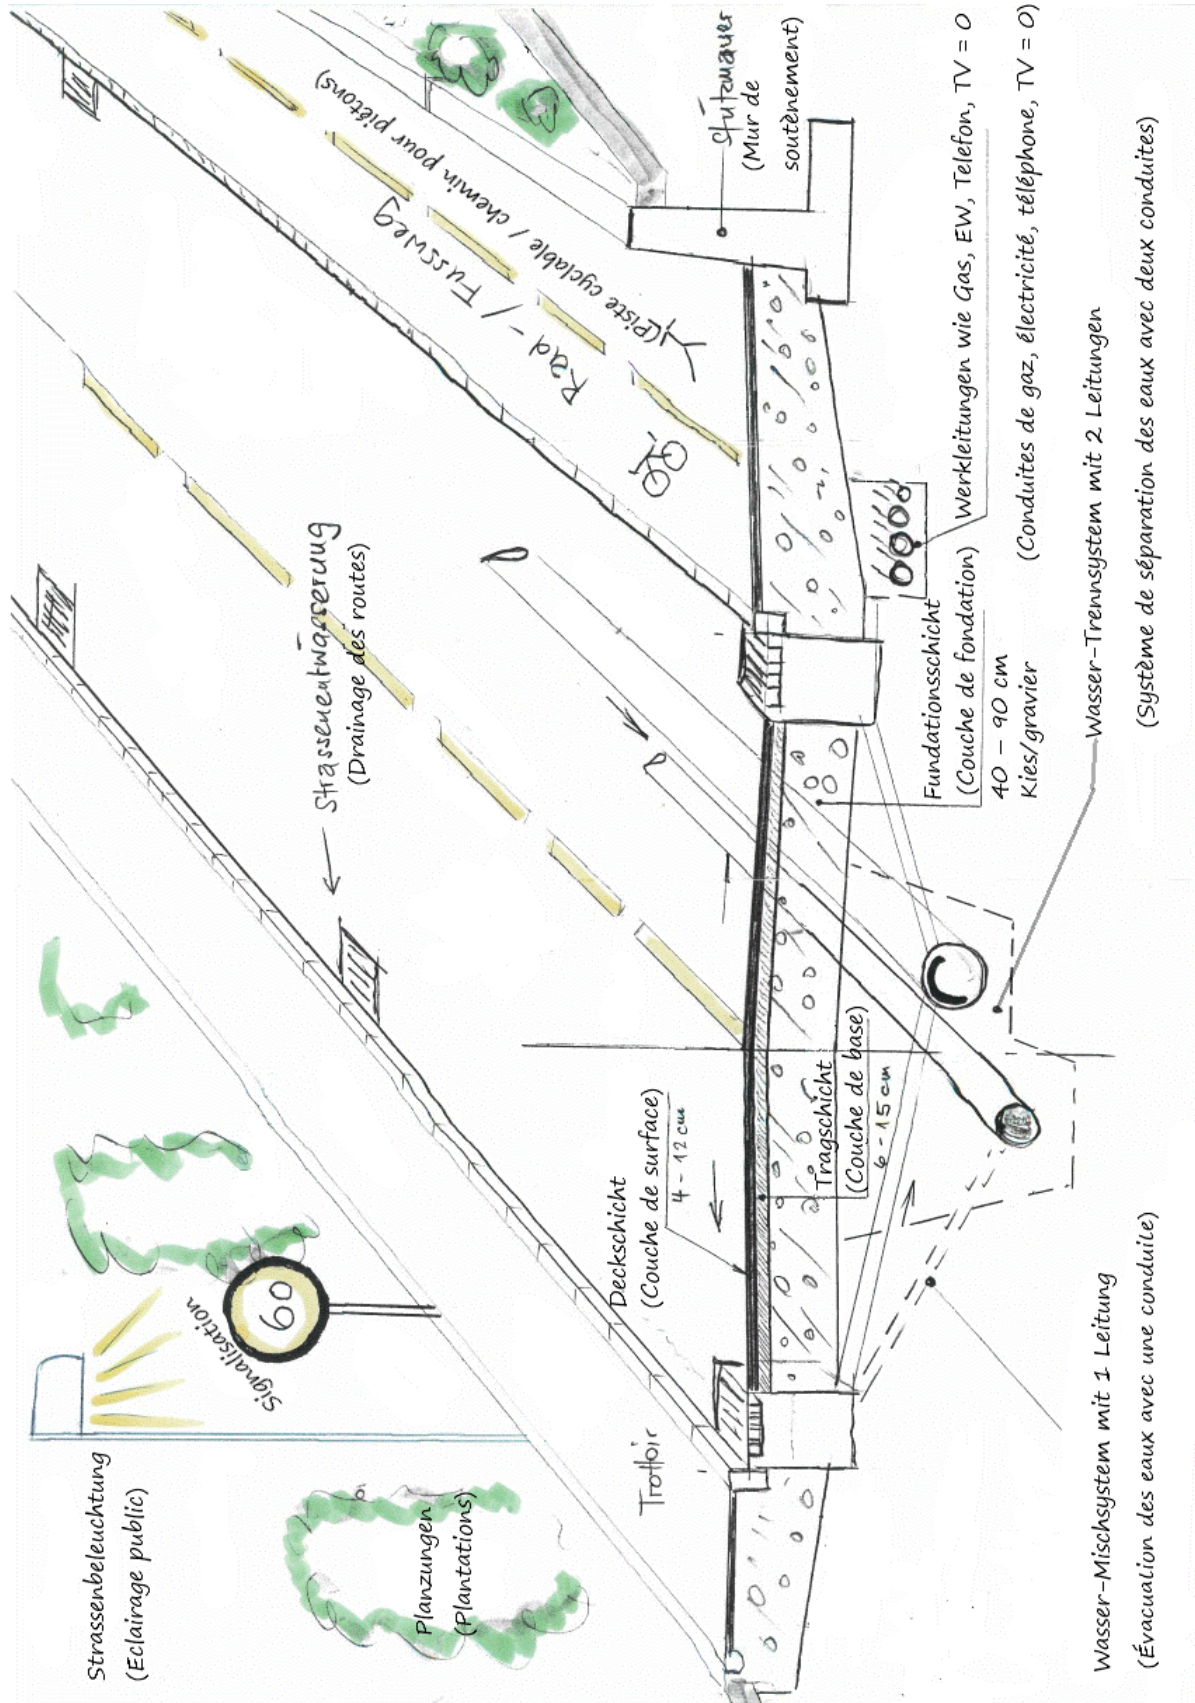 Strassenbeleuchtung
(Eclairage public)
Signalisation
60
Planzungen
(Plantations)
Trottoir
Strassenentwässerung
(Drainage des routes)
Rad - / Fussweg
(Piste cyclable / chemin pour piétons)
Stützmauer
(Mur de
soutènement)
Deckschicht
(Couche de surface)
4 - 12 cm
Tragschicht
(Couche de base)
6 - 15 cm
Fundationsschicht
(Couche de fondation)
40 – 90 cm
Kies/gravier
Werkleitungen wie Gas, EW, Telefon, TV = 0
(Conduites de gaz, électricité, téléphone, TV = 0)
Wasser-Mischsystem mit 1 Leitung
(Évacualion des eaux avec une conduile)
Wasser-Trennsystem mit 2 Leitungen
(Système de séparation des eaux avec deux conduites)